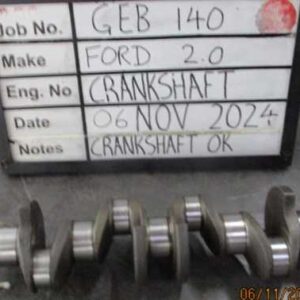 Job No. GEB 140
Make FORD 2.0
Eng. No CRANKSHAFT
Date 06 NOV 2024
Notes CRANKSHAFT OK
06/11/20